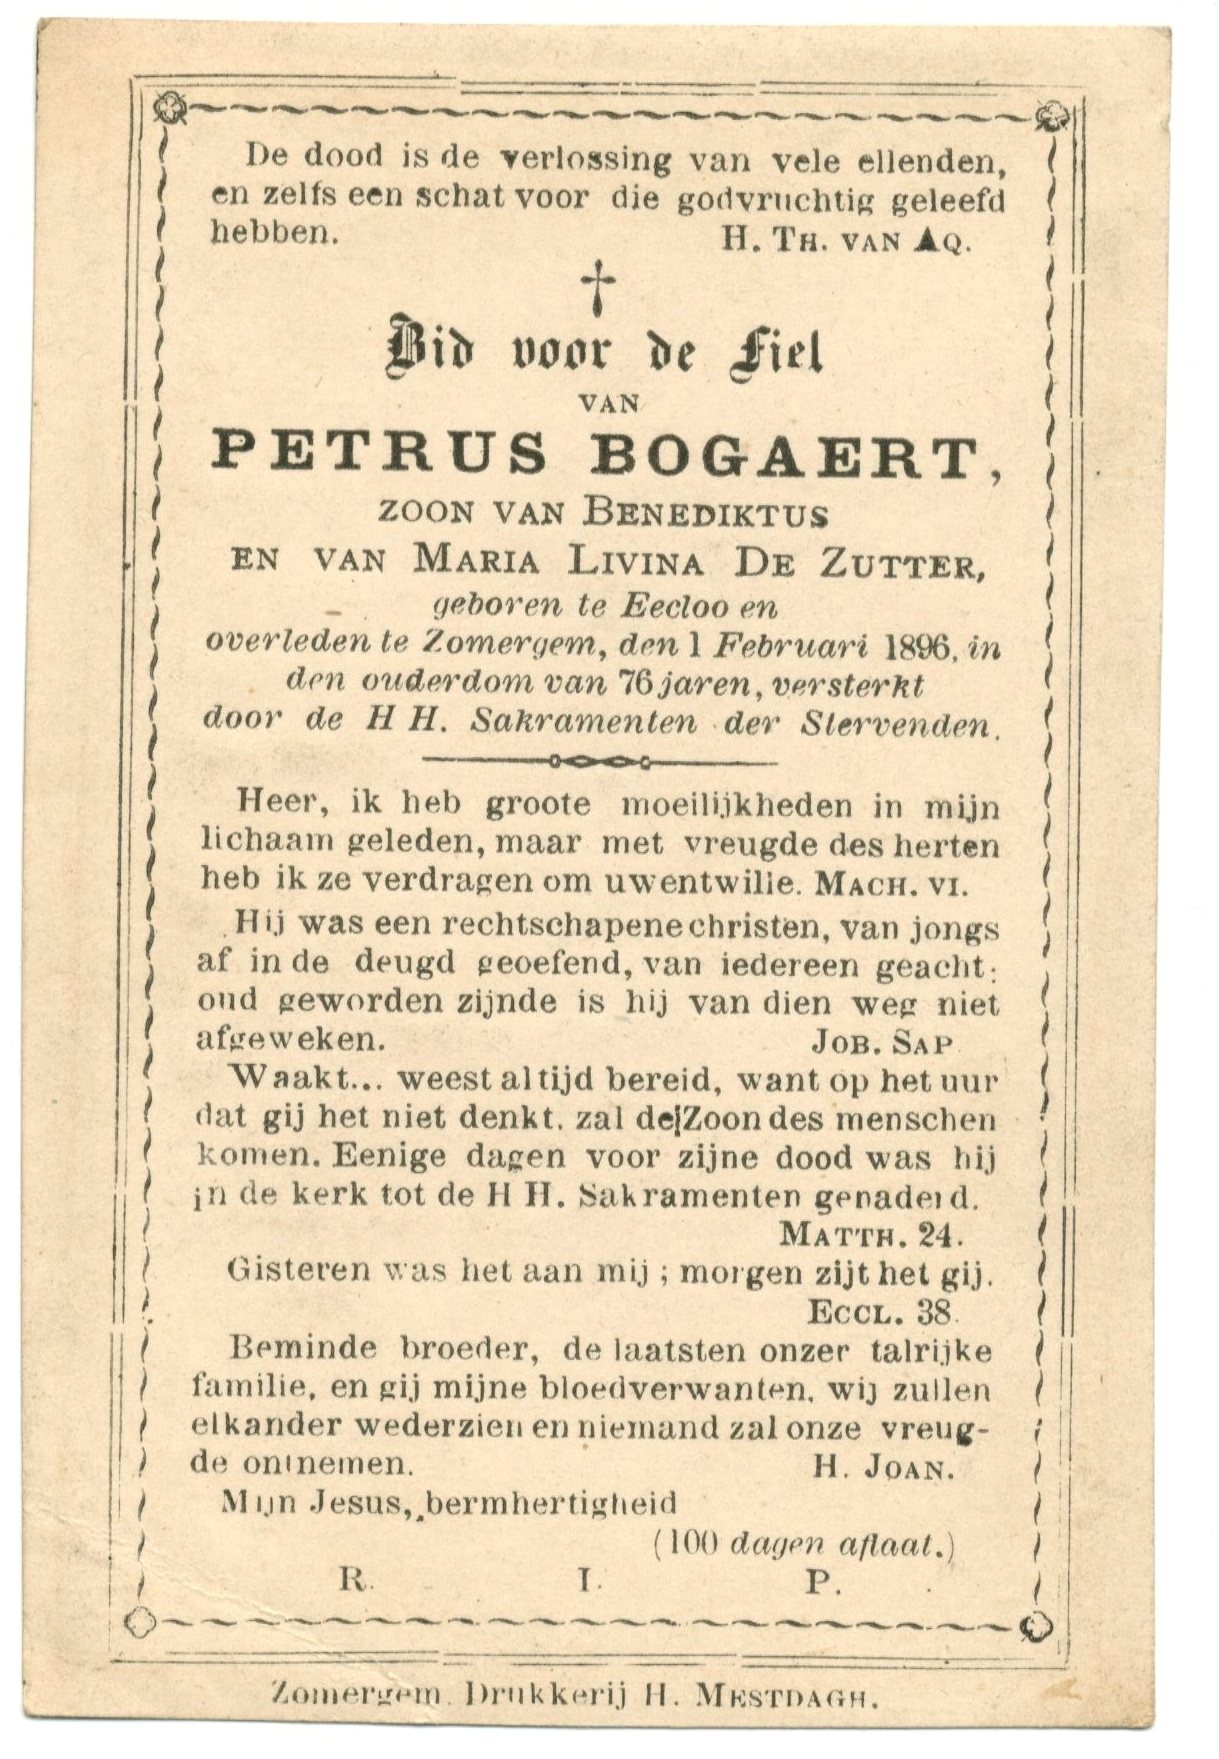 De dood is de verlossing van vele ellenden,
en zelfs een schat voor die godvruchtig geleefd
hebben. H. TH. VAN AQ.
Bid voor de Fiel
VAN
PETRUS BOGAERT,
ZOON VAN BENEDIKTUS
EN VAN MARIA LIVINA DE ZUTTER,
geboren te Eecloo en
overleden te Zomergem, den 1 Februari 1896, in
den ouderdom van 76 jaren, versterkt
door de H H. Sakramenten der Stervenden.
Heer, ik heb groote moeilijkheden in mijn
lichaam geleden, maar met vreugde des herten
heb ik ze verdragen om uwentwille. MACH. VI.
Hij was een rechtschapene christen, van jongs
af in de deugd geoefend, van iedereen geacht:
oud geworden zijnde is hij van dien weg niet
afgeweken. JOB. SAP
Waakt... weest altijd bereid, want op het uur
dat gij het niet denkt. zal de Zoon des menschen
komen. Eenige dagen voor zijne dood was hij
in de kerk tot de H H. Sakramenten genaderd.
MATTH. 24.
Gisteren was het aan mij ; morgen zijt het gij.
ECCL. 38.
Beminde broeder, de laatsten onzer talrijke
familie, en gij mijne bloedverwanten, wij zullen
elkander wederzien en niemand zal onze vreug-
de ontnemen. H. JOAN.
Mijn Jesus, bermhertigheid
(100 dagen aflaat.)
R. I. P.
Zomergem. Drukkerij H. MESTDAGH.